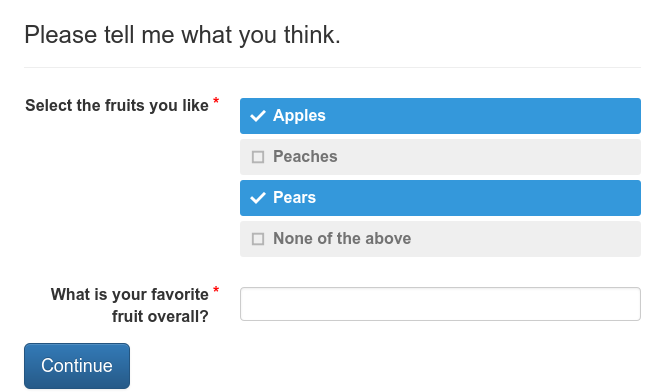 Please tell me what you think.
Select the fruits you like *
Apples
Peaches
Pears
None of the above
What is your favorite *
fruit overall?
Continue